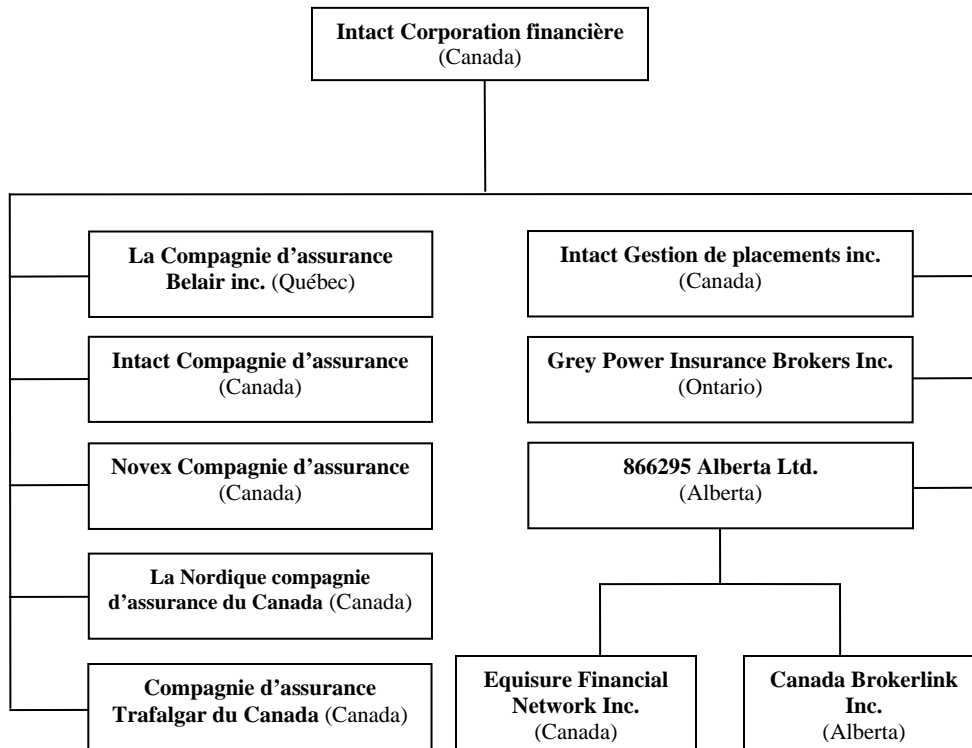 Intact Corporation financière
(Canada)
La Compagnie d'assurance
Belair inc. (Québec)
Intact Compagnie d'assurance
(Canada)
Novex Compagnie d'assurance
(Canada)
La Nordique compagnie
d'assurance du Canada (Canada)
Compagnie d'assurance
Trafalgar du Canada (Canada)
Intact Gestion de placements inc.
(Canada)
Grey Power Insurance Brokers Inc.
(Ontario)
866295 Alberta Ltd.
(Alberta)
Equisure Financial
Network Inc.
(Canada)
Canada Brokerlink
Inc.
(Alberta)